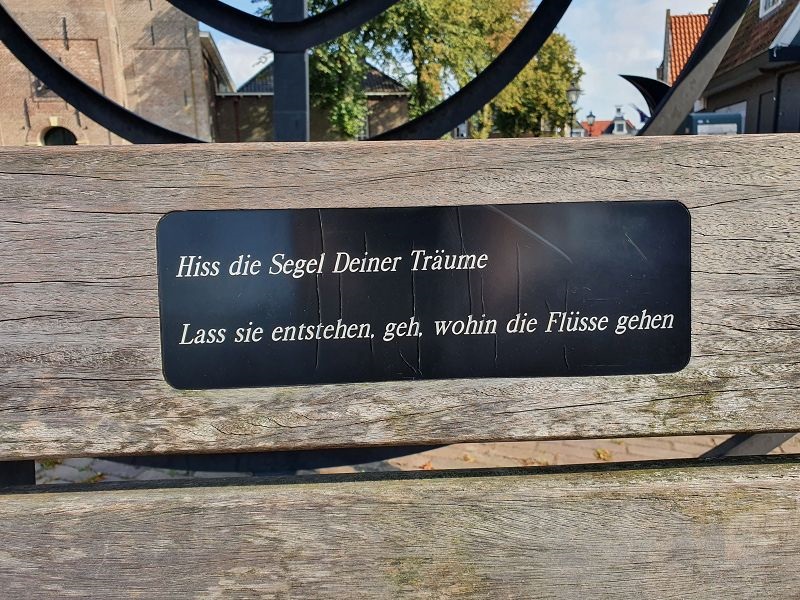 Hiss die Segel Deiner Träume
Lass sie entstehen, geh, wohin die Flüsse gehen